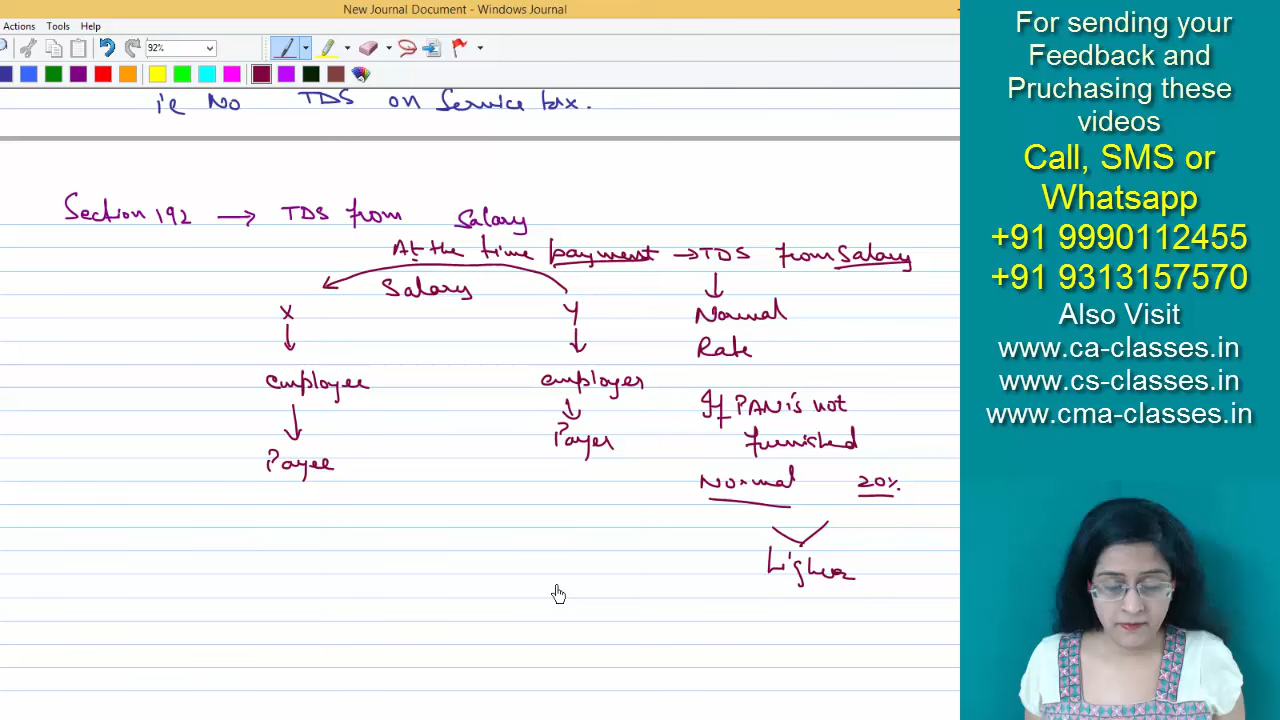 New Journal Document - Windows Journal
Actions Tools Help
92%
i.e No TDS on Service tax.
Section 192 → TDS from Salary
At the time payment → TDS from Salary
Salary
X
Y
Normal
Rate
employee
employer
If PAN is not
furnished
Payee
Payer
Normal 20%
Higher
For sending your
Feedback and
Pruchasing these
videos
Call, SMS or
Whatsapp
+91 9990112455
+91 9313157570
Also Visit
www.ca-classes.in
www.cs-classes.in
www.cma-classes.in